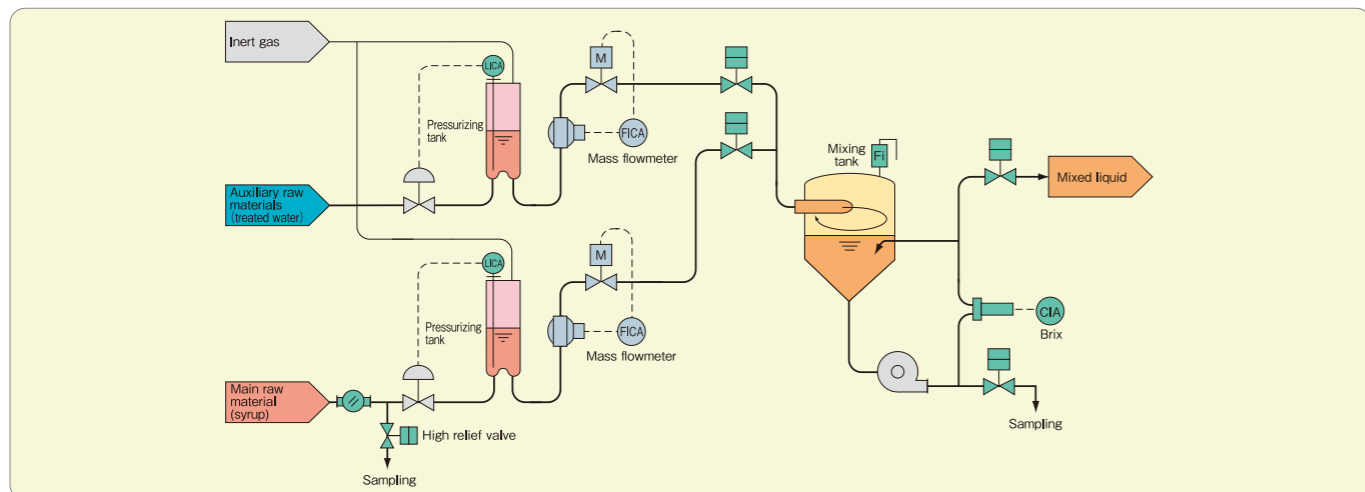 Inert gas
LICA
M
Pressurizing
tank
FICA
Mass flowmeter
Auxiliary raw
materials
(treated water)
Mixing
tank
Fi
Mixed liquid
LICA
M
Pressurizing
tank
FICA
Mass flowmeter
CIA
Brix
Main raw
material
(syrup)
High relief valve
Sampling
Sampling